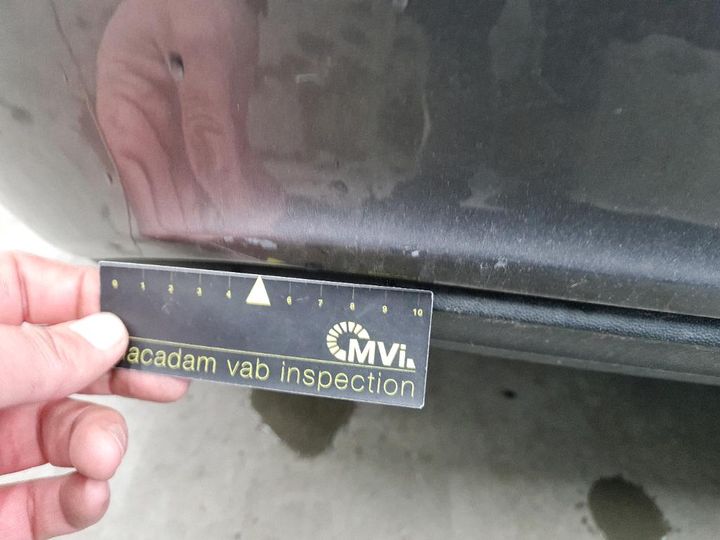 0 1 2 3 4 6 7 8 9 10
MVi.
acadam vab inspection